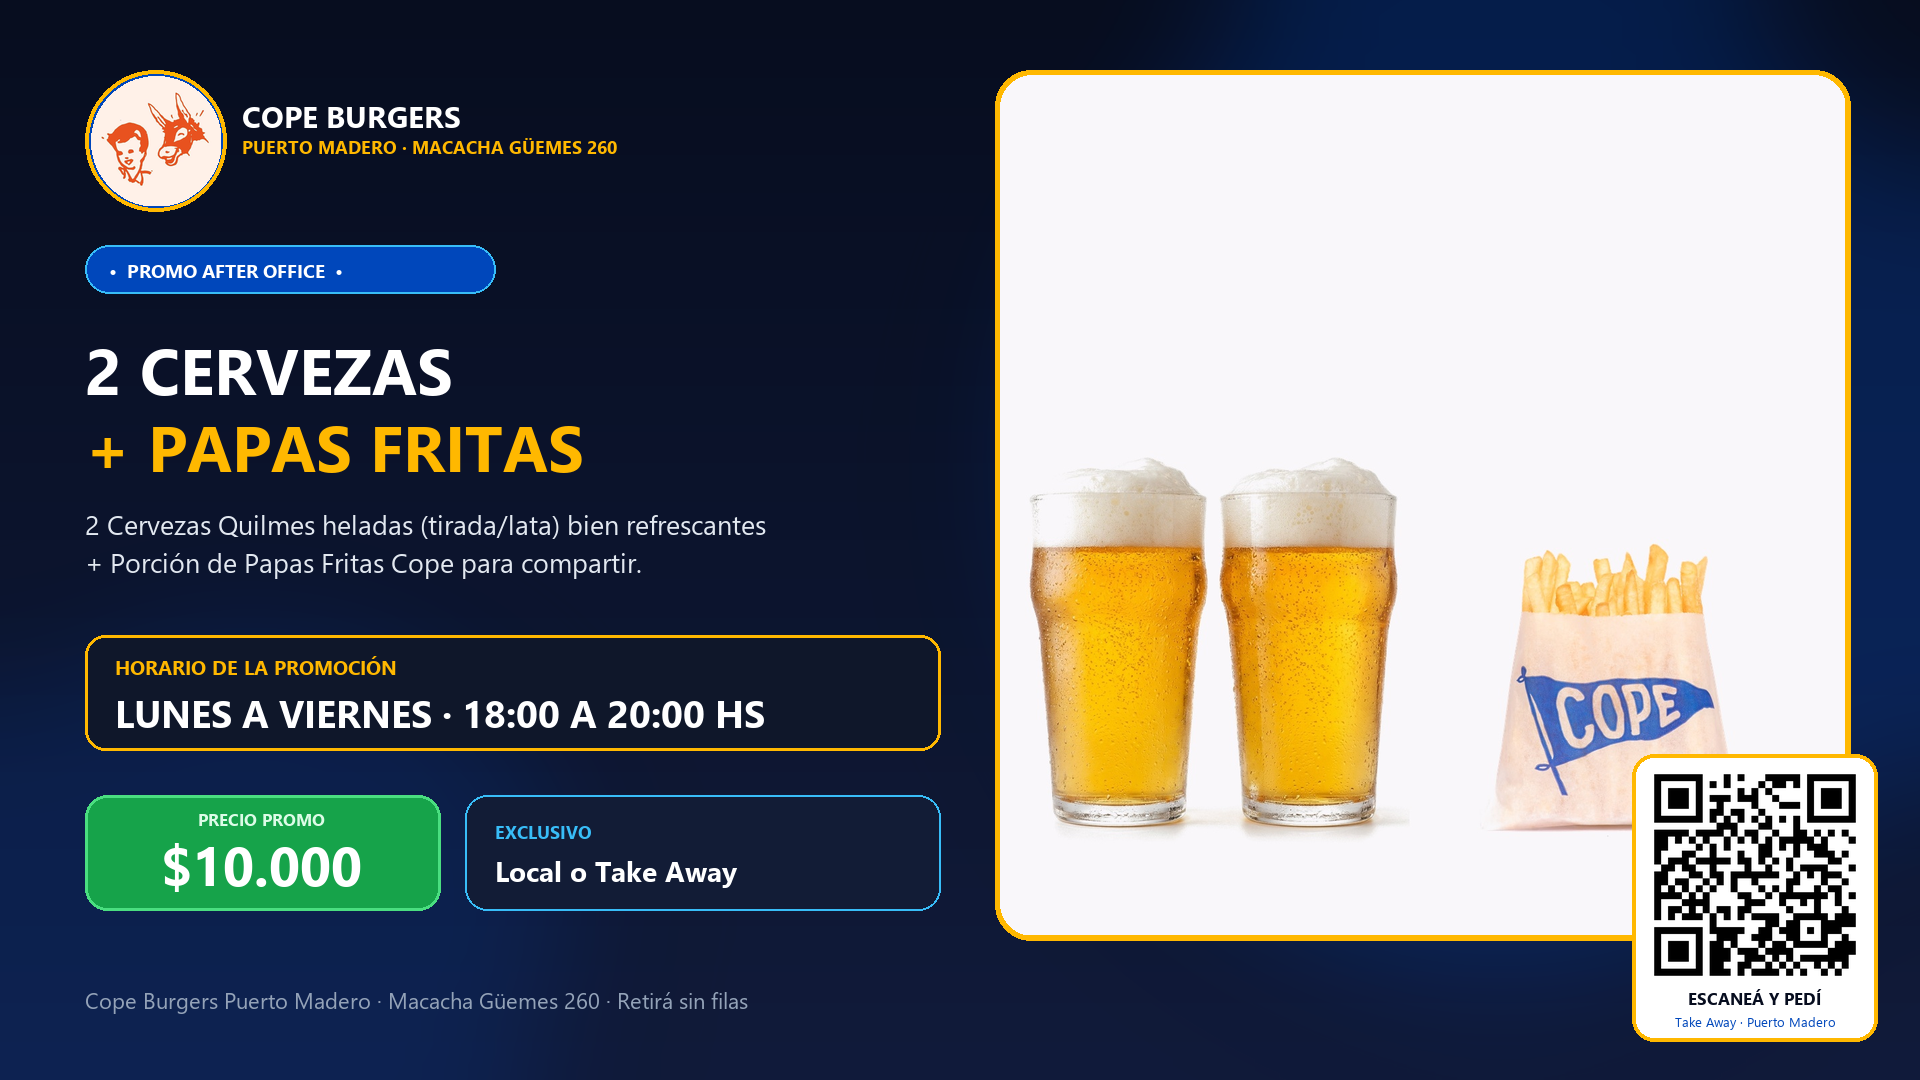 COPE BURGERS
PUERTO MADERO · MACACHA GÜEMES 260
• PROMO AFTER OFFICE •
2 CERVEZAS
+ PAPAS FRITAS
2 Cervezas Quilmes heladas (tirada/lata) bien refrescantes
+ Porción de Papas Fritas Cope para compartir.
HORARIO DE LA PROMOCIÓN
LUNES A VIERNES · 18:00 A 20:00 HS
PRECIO PROMO
$10.000
EXCLUSIVO
Local o Take Away
Cope Burgers Puerto Madero · Macacha Güemes 260 · Retirá sin filas
COPE
ESCANEÁ Y PEDÍ
Take Away · Puerto Madero